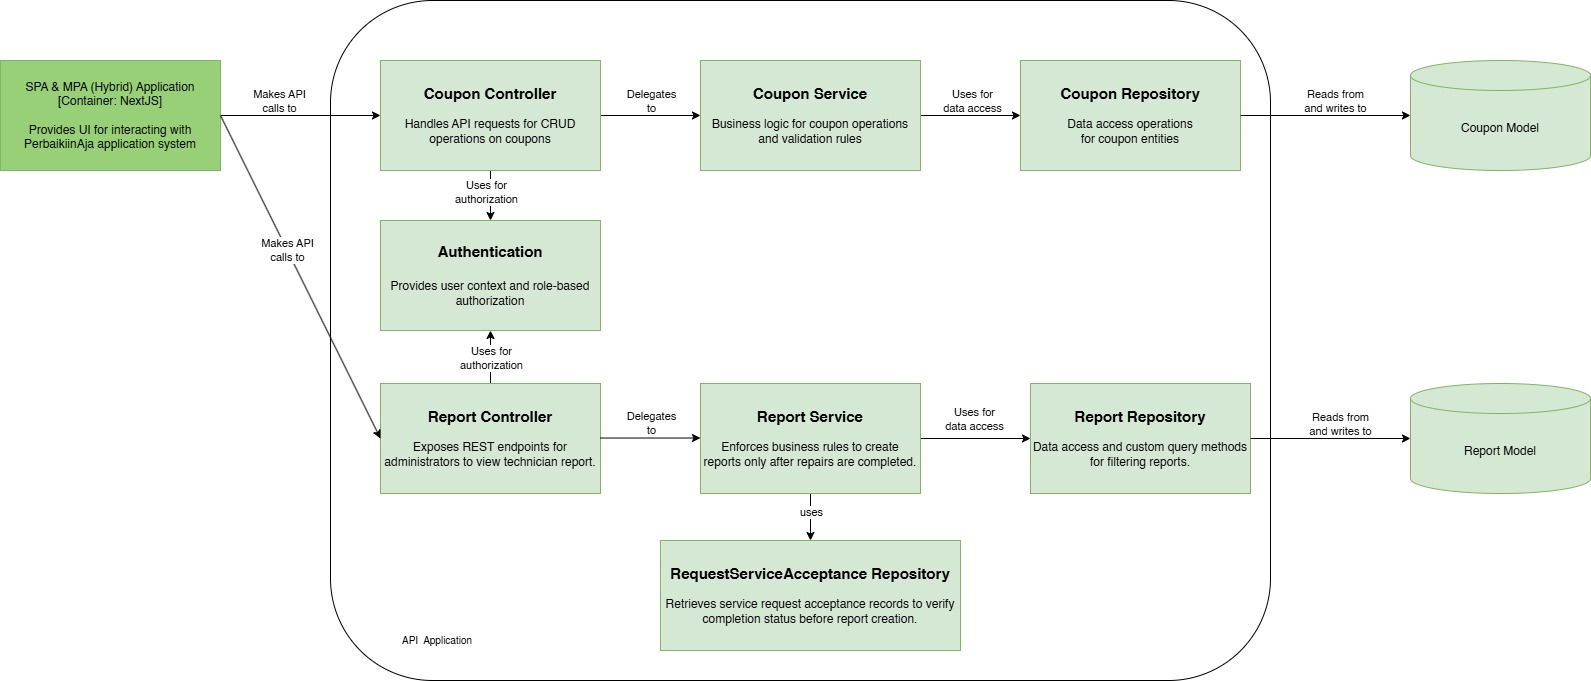 SPA & MPA (Hybrid) Application
[Container: NextJS]
Provides UI for interacting with
PerbaikiinAja application system
Makes API
calls to
Coupon Controller
Handles API requests for CRUD
operations on coupons
Delegates
to
Coupon Service
Business logic for coupon operations
and validation rules
Uses for
data access
Coupon Repository
Data access operations
for coupon entities
Reads from
and writes to
Coupon Model
Uses for
authorization
Makes API
calls to
Authentication
Provides user context and role-based
authorization
Uses for
authorization
Report Controller
Exposes REST endpoints for
administrators to view technician report.
Delegates
to
Report Service
Enforces business rules to create
reports only after repairs are completed.
Uses for
data access
Report Repository
Data access and custom query methods
for filtering reports.
Reads from
and writes to
Report Model
uses
RequestServiceAcceptance Repository
Retrieves service request acceptance records to verify
completion status before report creation.
API Application